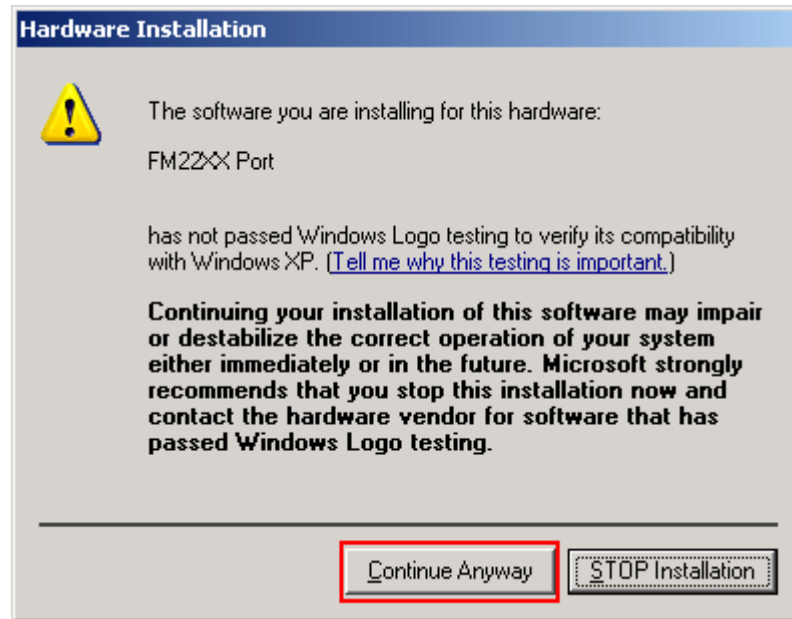 Hardware Installation
The software you are installing for this hardware:
FM22XX Port
has not passed Windows Logo testing to verify its compatibility
with Windows XP. (Tell me why this testing is important.)
Continuing your installation of this software may impair
or destabilize the correct operation of your system
either immediately or in the future. Microsoft strongly
recommends that you stop this installation now and
contact the hardware vendor for software that has
passed Windows Logo testing.
Continue Anyway STOP Installation